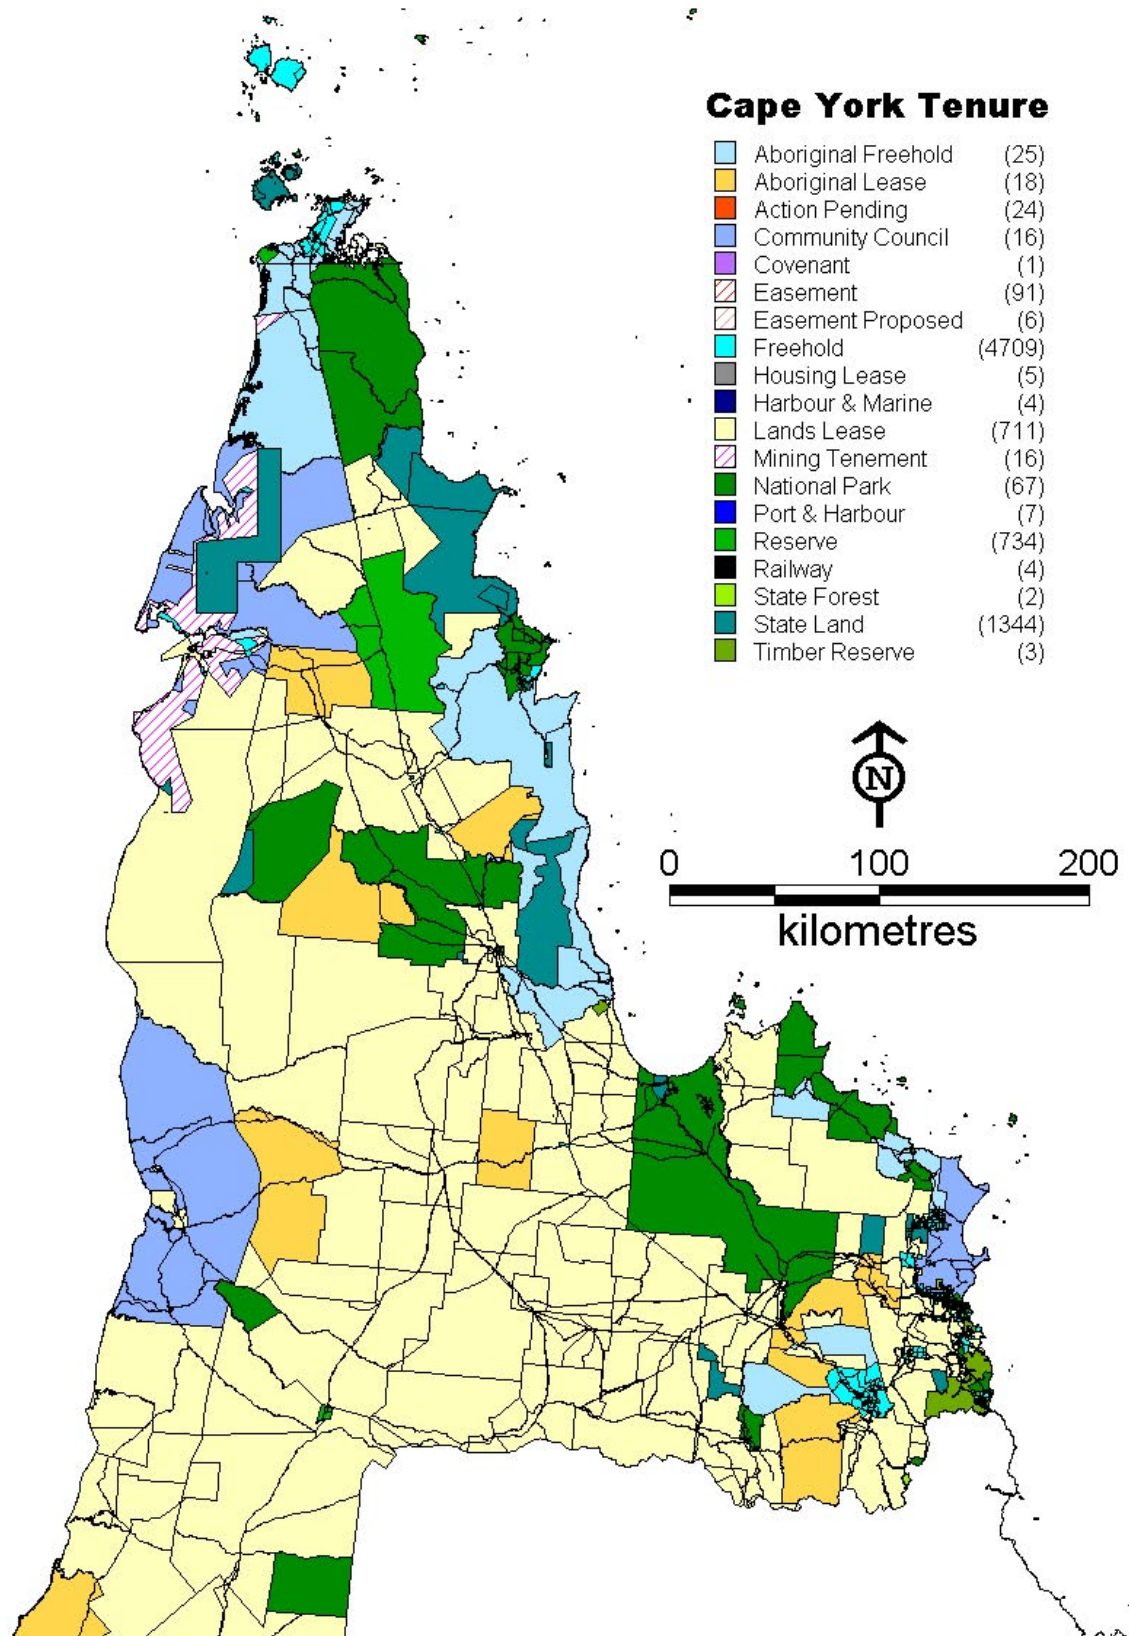 Cape York Tenure
Aboriginal Freehold (25)
Aboriginal Lease (18)
Action Pending (24)
Community Council (16)
Covenant (1)
Easement (91)
Easement Proposed (6)
Freehold (4709)
Housing Lease (5)
Harbour & Marine (4)
Lands Lease (711)
Mining Tenement (16)
National Park (67)
Port & Harbour (7)
Reserve (734)
Railway (4)
State Forest (2)
State Land (1344)
Timber Reserve (3)
N
0 100 200
kilometres